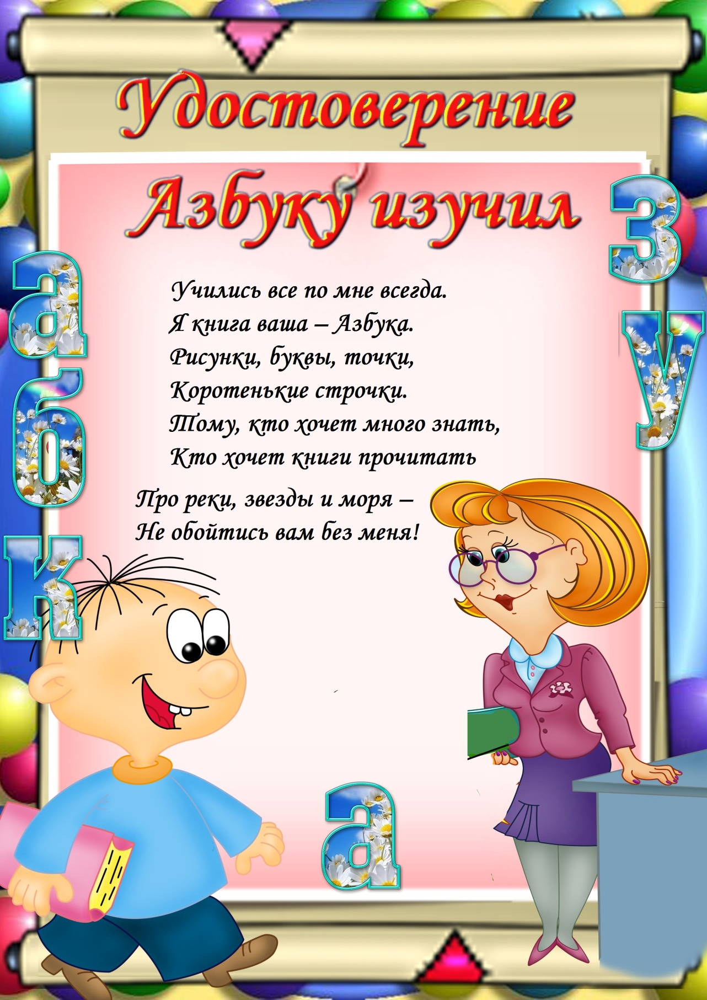 Удостоверение
Азбуку изучил
Учились все по мне всегда.
Я книга ваша – Азбука.
Рисунки, буквы, точки,
Коротенькие строчки.
Тому, кто хочет много знать,
Кто хочет книги прочитать
Про реки, звезды и моря –
Не обойтись вам без меня!
а
з
б
у
к
а